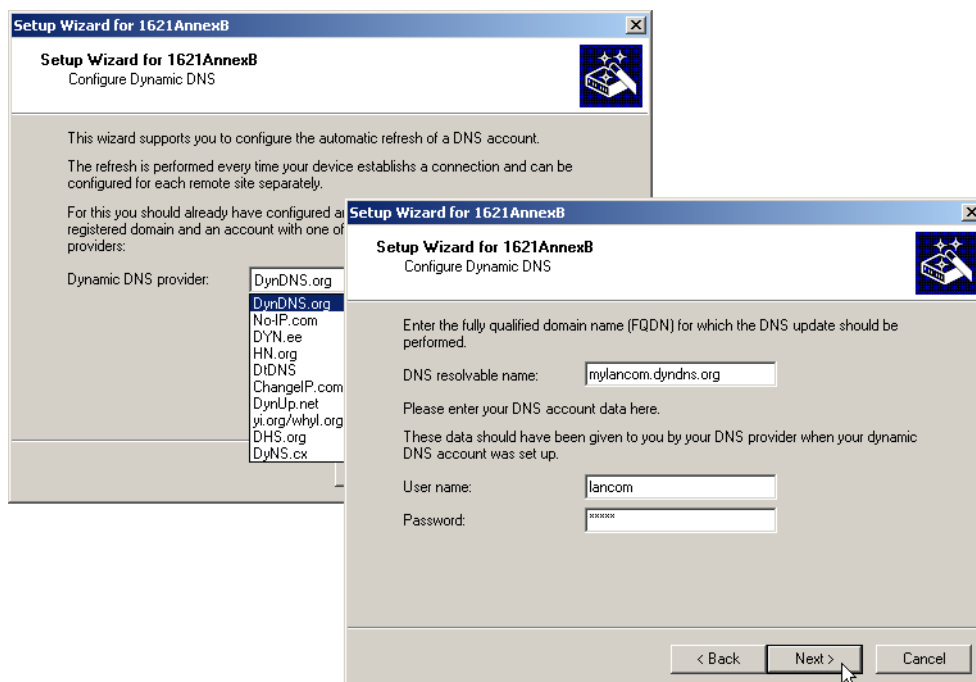 Setup Wizard for 1621AnnexB
Setup Wizard for 1621AnnexB
Configure Dynamic DNS
This wizard supports you to configure the automatic refresh of a DNS account.
The refresh is performed every time your device establishs a connection and can be
configured for each remote site separately.
For this you should already have configured
registered domain and an account with one of
providers:
Dynamic DNS provider:
DynDNS.org
DynDNS.org
No-IP.com
DYN.ee
HN.org
DtDNS
ChangeIP.com
DynUp.net
yi.org/whyI.org
DHS.org
DyNS.cx
Setup Wizard for 1621AnnexB
Setup Wizard for 1621AnnexB
Configure Dynamic DNS
Enter the fully qualified domain name (FQDN) for which the DNS update should be
performed.
DNS resolvable name:
mylancom.dyndns.org
Please enter your DNS account data here.
These data should have been given to you by your DNS provider when your dynamic
DNS account was set up.
User name:
lancom
Password:
xxxxx
< Back
Next >
Cancel